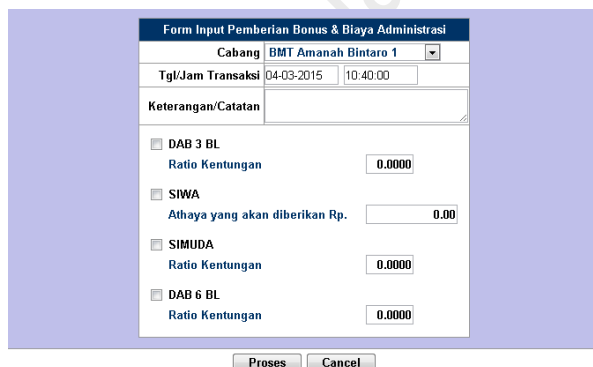 Form Input Pemberian Bonus & Biaya Administrasi
Cabang BMT Amanah Bintaro 1
Tgl/Jam Transaksi 04-03-2015 10:40:00
Keterangan/Catatan
DAB 3 BL
Ratio Kentungan 0.0000
SIWA
Athaya yang akan diberikan Rp. 0.00
SIMUDA
Ratio Kentungan 0.0000
DAB 6 BL
Ratio Kentungan 0.0000
Proses Cancel